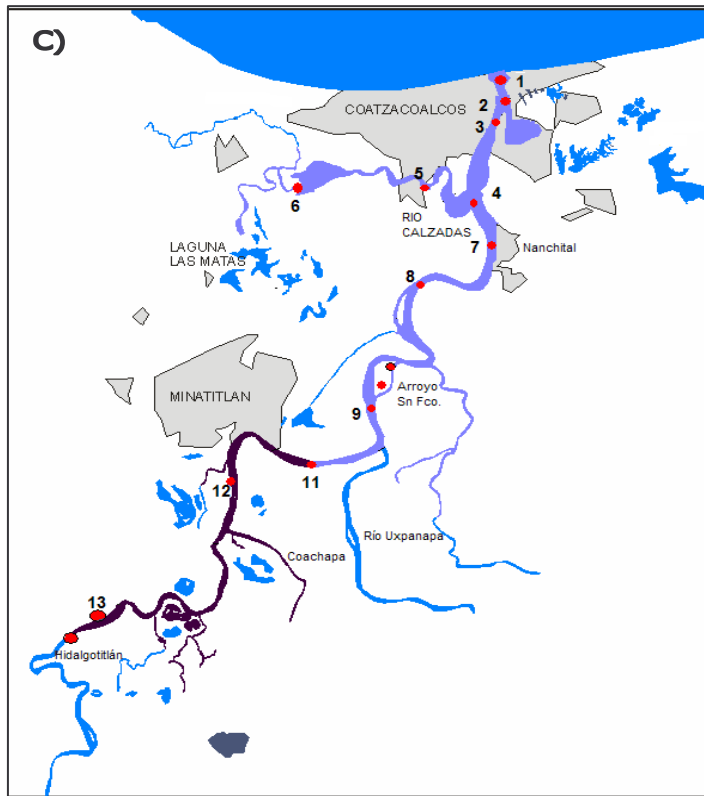 C)
1
COATZACOALCOS
2
3
5
6
4
RIO
CALZADAS
LAGUNA
LAS MATAS
7
Nanchital
8
MINATITLAN
Arroyo
Sn Fco.
9
11
12
Río Uxpanapa
Coachapa
13
Hidalgotitlán